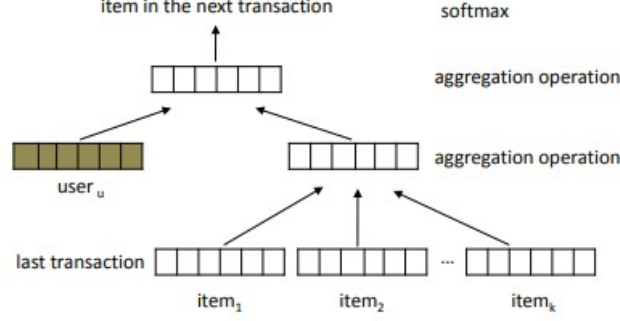 item in the next transaction
softmax
aggregation operation
aggregation operation
user u
last transaction
...
item1
item2
itemk